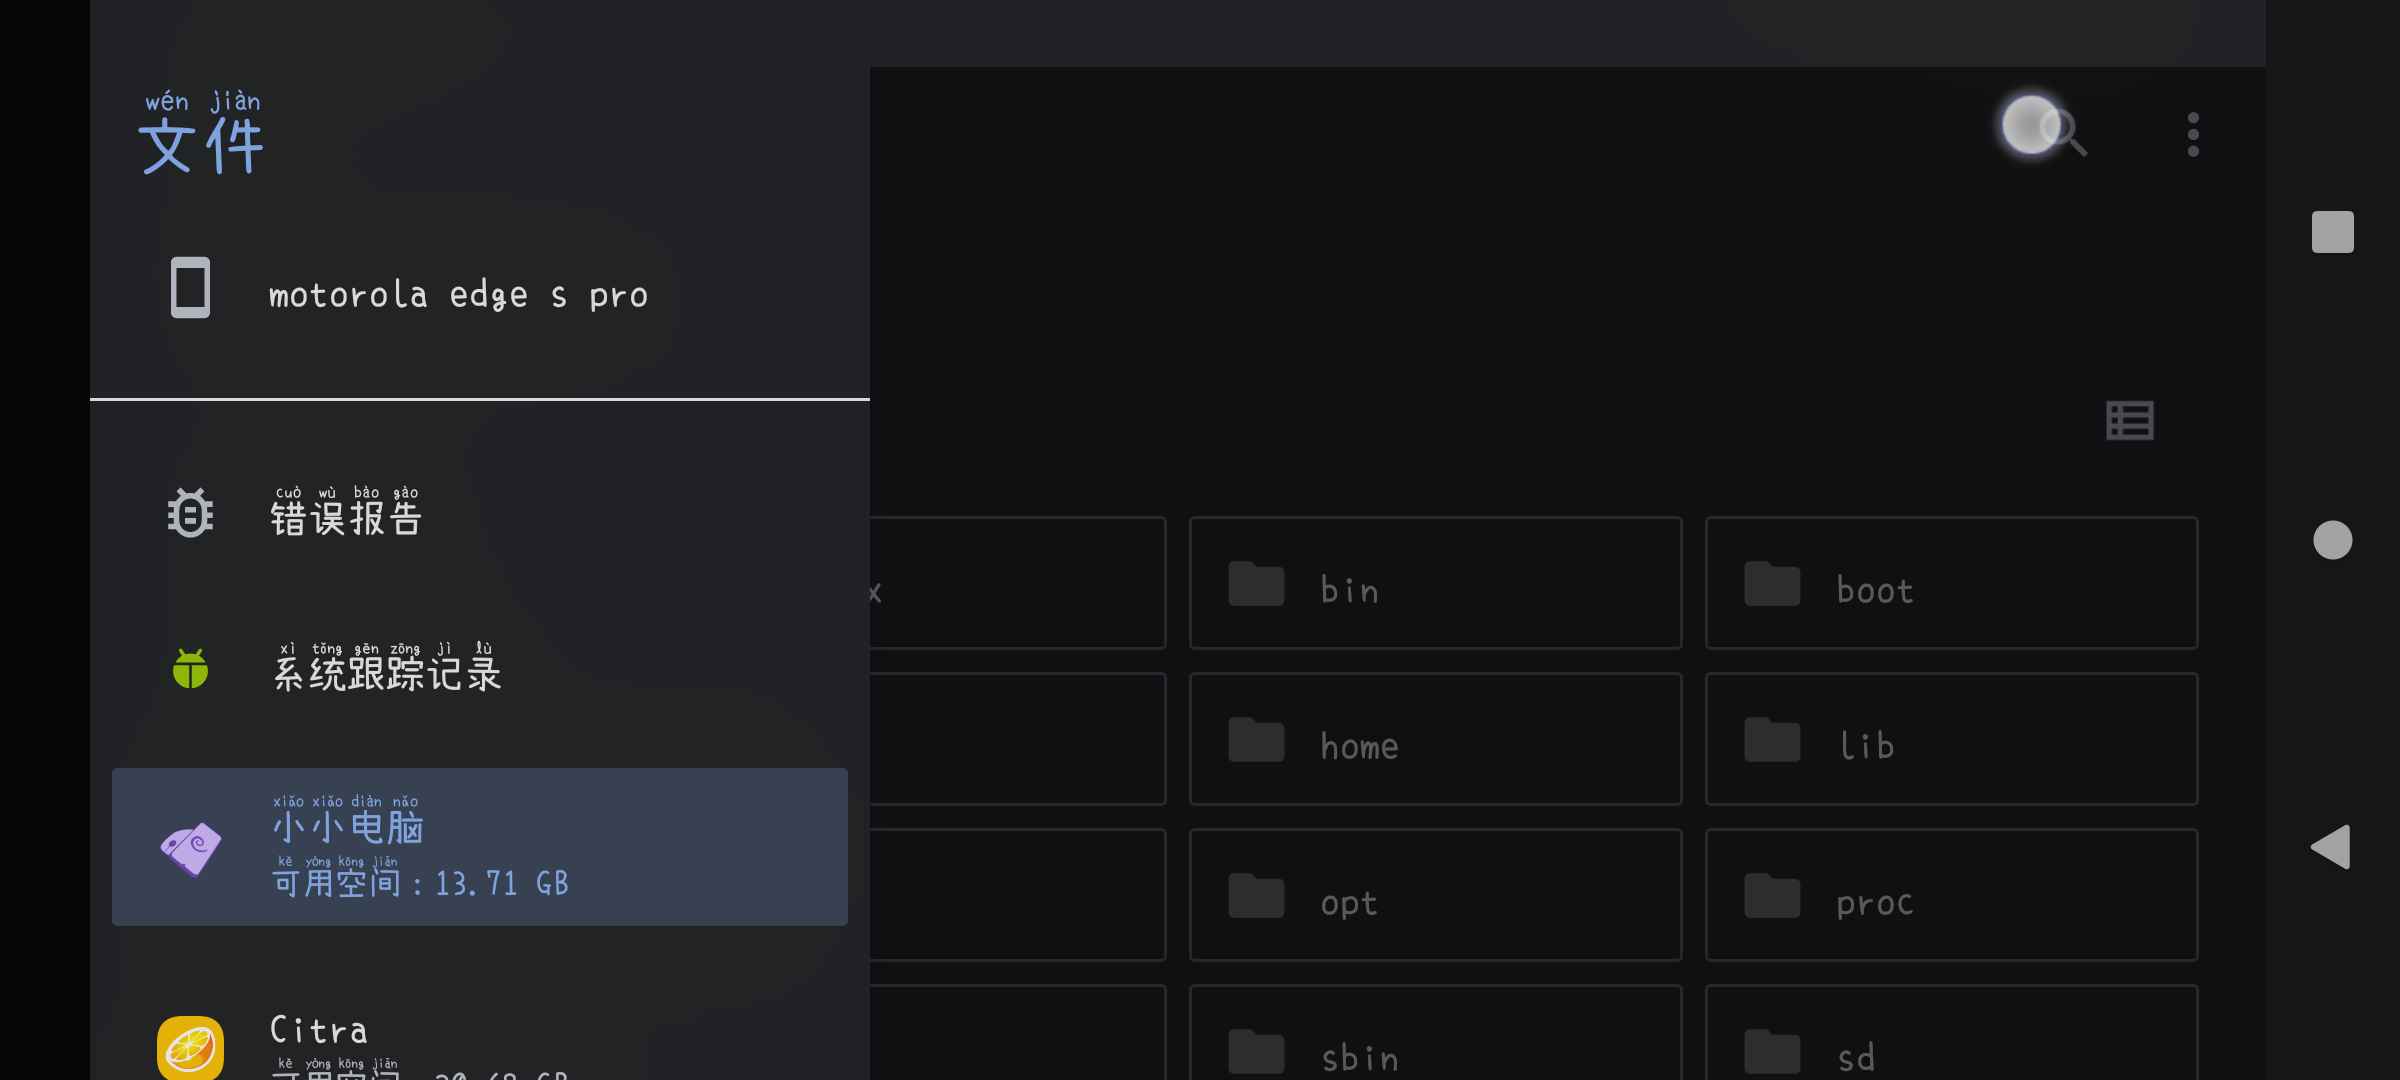 wén jiàn
文件
motorola edge s pro
cuò wù bào gào
错误报告
xì tǒng gēn zōng jì lù
系统跟踪记录
xiǎo xiǎo diàn nǎo
小小电脑
kě yòng kōng jiān
可用空间：13.71 GB
Citra
kě yòng kōng jiān
x
bin
boot
home
lib
opt
proc
sbin
sd